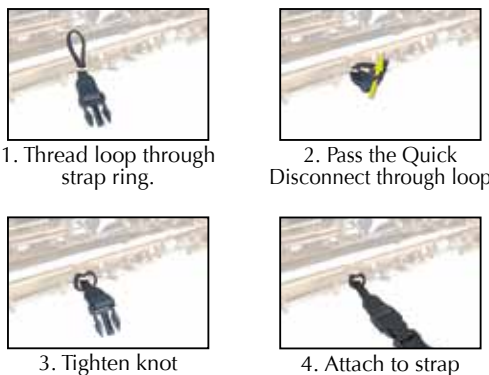 1. Thread loop through
strap ring.
2. Pass the Quick
Disconnect through loop
3. Tighten knot
4. Attach to strap